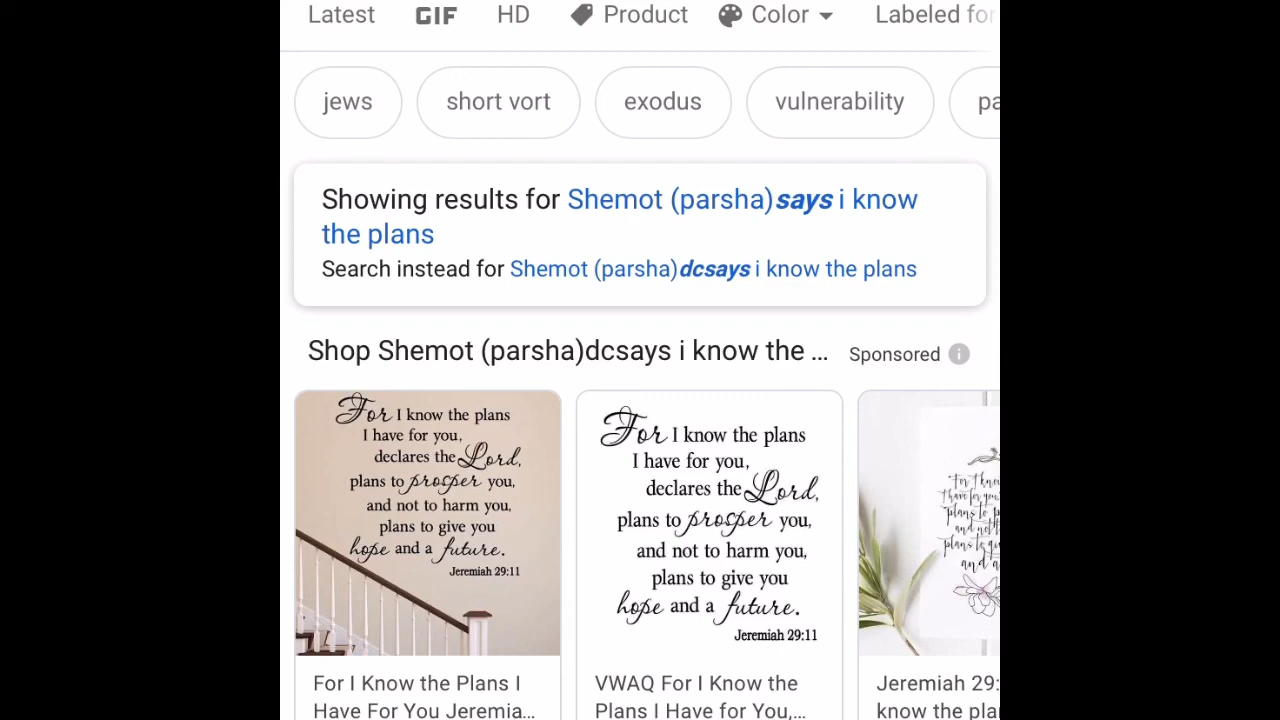 Latest GIF HD Product Color Labeled for
jews short vort exodus vulnerability
Showing results for Shemot (parsha)says i know
the plans
Search instead for Shemot (parsha)dcsays i know the plans
Shop Shemot (parsha)dcsays i know the ... Sponsored
For I know the plans
I have for you,
declares the Lord,
plans to prosper you,
and not to harm you,
plans to give you
hope and a future.
Jeremiah 29:11
For I know the plans
I have for you,
declares the Lord,
plans to prosper you,
and not to harm you,
plans to give you
hope and a future.
Jeremiah 29:11
For I Know the Plans I
Have For You Jeremia...
VWAQ For I Know the
Plans I Have for You,...
Jeremiah 29:
know the